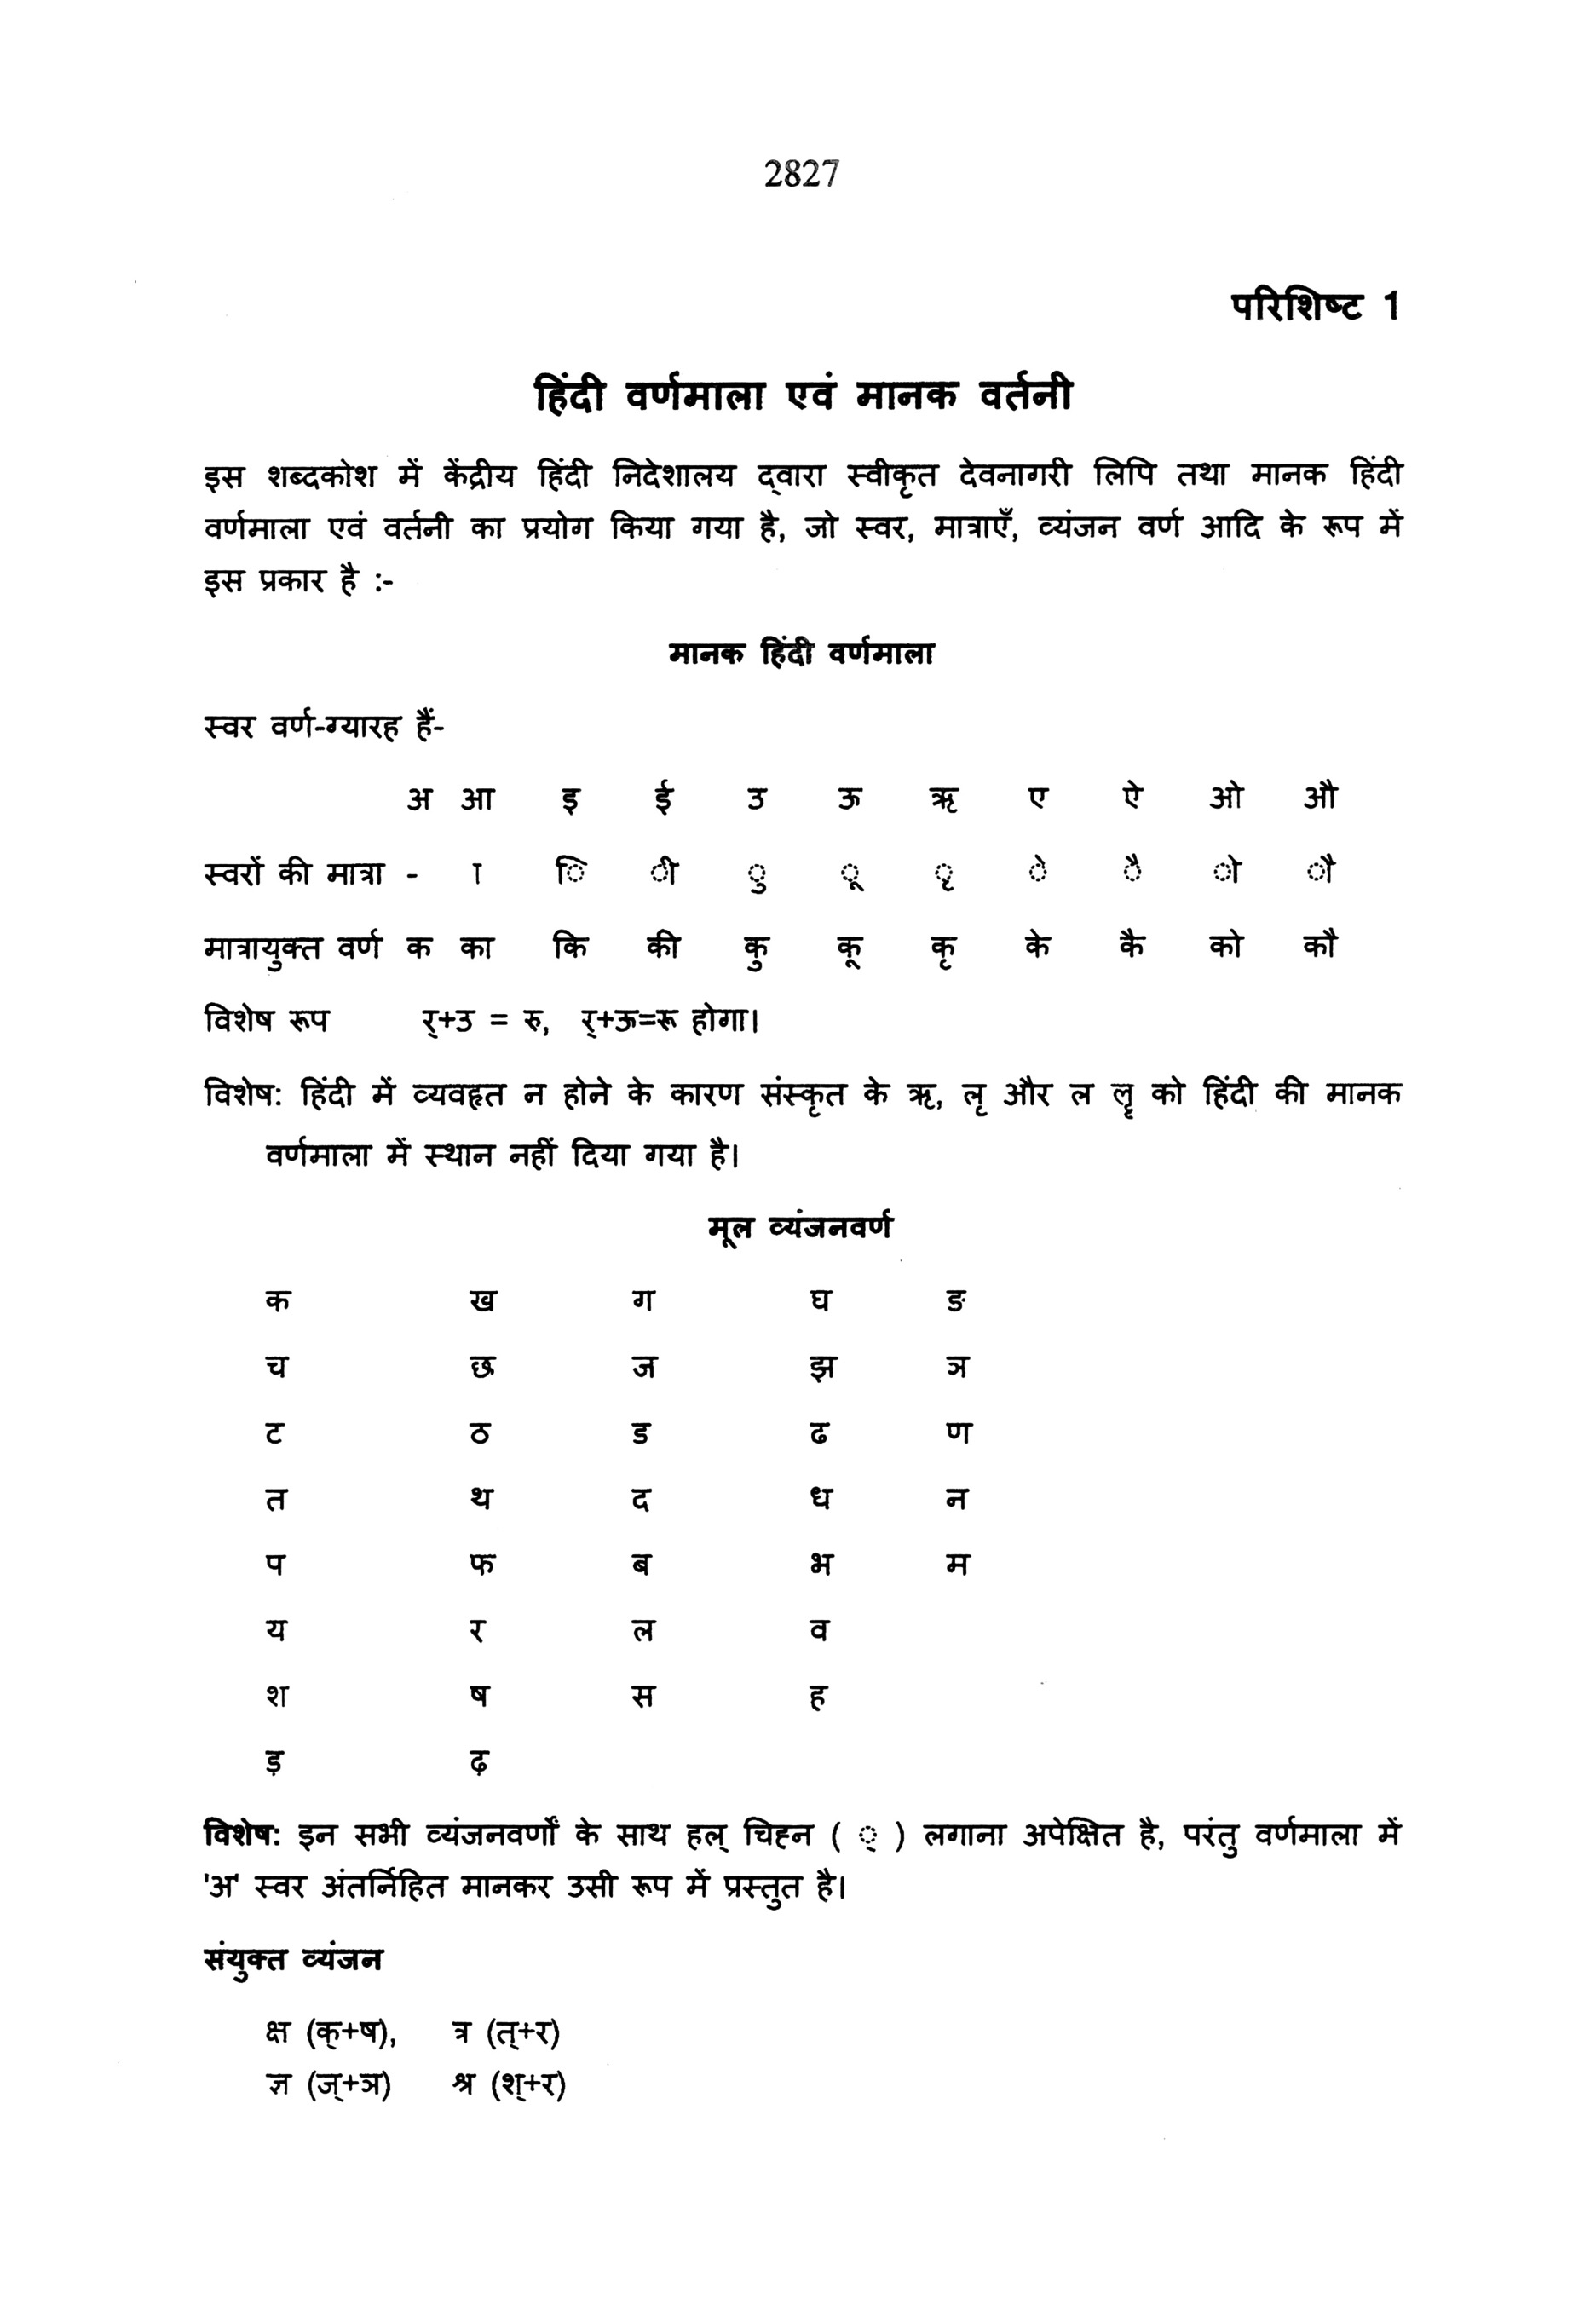 2827
परिशिष्ट 1
हिंदी वर्णमाला एवं मानक वर्तनी
इस शब्दकोश में केंद्रीय हिंदी निदेशालय द्‌वारा स्वीकृत देवनागरी लिपि तथा मानक हिंदी
वर्णमाला एवं वर्तनी का प्रयोग किया गया है, जो स्वर, मात्राएँ, व्यंजन वर्ण आदि के रूप में
इस प्रकार है :-
मानक हिंदी वर्णमाला
स्वर वर्ण-ग्यारह हैं-
अ आ इ ई उ ऊ ऋ ए ऐ ओ औ
स्वरों की मात्रा - ा ि ी ु ू ृ े ै ो ौ
मात्रायुक्त वर्ण क का कि की कु कू कृ के कै को कौ
विशेष रूप र्+उ = रु, र्+ऊ=रू होगा।
विशेष: हिंदी में व्यवहृत न होने के कारण संस्कृत के ऋ, लृ और ल ॡ को हिंदी की मानक
वर्णमाला में स्थान नहीं दिया गया है।
मूल व्यंजनवर्ण
क ख ग घ ङ
च छ ज झ ञ
ट ठ ड ढ ण
त थ द ध न
प फ ब भ म
य र ल व
श ष स ह
ड़ ढ़
विशेष: इन सभी व्यंजनवर्णों के साथ हल् चिह्‌न ( ् ) लगाना अपेक्षित है, परंतु वर्णमाला में
'अ' स्वर अंतर्निहित मानकर उसी रूप में प्रस्तुत है।
संयुक्त व्यंजन
क्ष (क्+ष), त्र (त्+र)
ज्ञ (ज्+ञ) श्र (श्+र)